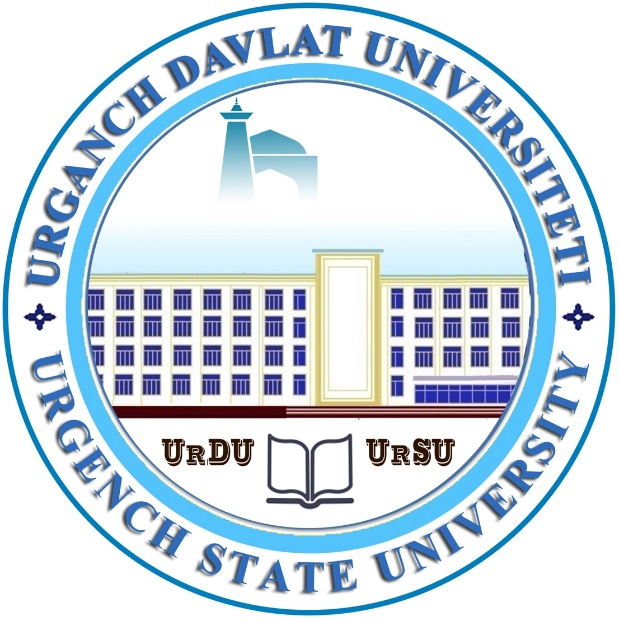 URGANCH DAVLAT UNIVERSITETI
UrDU
UrSU
URGENCH STATE UNIVERSITY